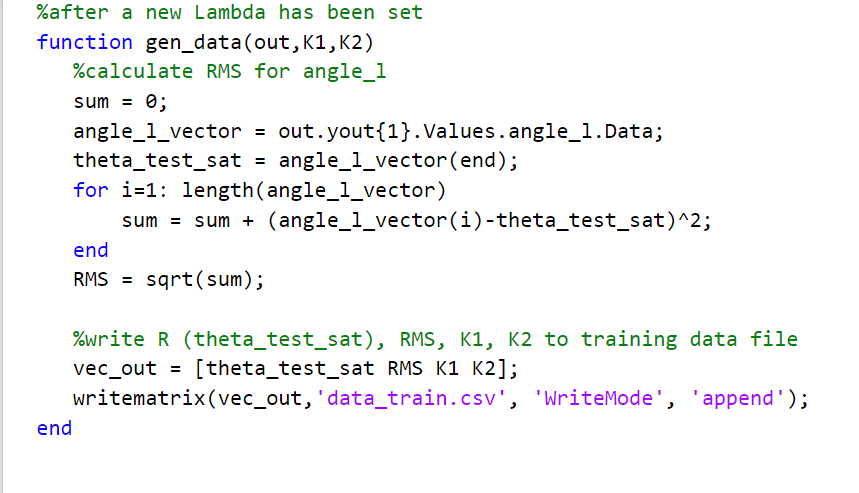 %after a new Lambda has been set
function gen_data(out,K1,K2)
%calculate RMS for angle_l
sum = 0;
angle_l_vector = out.yout{1}.Values.angle_l.Data;
theta_test_sat = angle_l_vector(end);
for i=1: length(angle_l_vector)
sum = sum + (angle_l_vector(i)-theta_test_sat)^2;
end
RMS = sqrt(sum);
%write R (theta_test_sat), RMS, K1, K2 to training data file
vec_out = [theta_test_sat RMS K1 K2];
writematrix(vec_out,'data_train.csv', 'WriteMode', 'append');
end